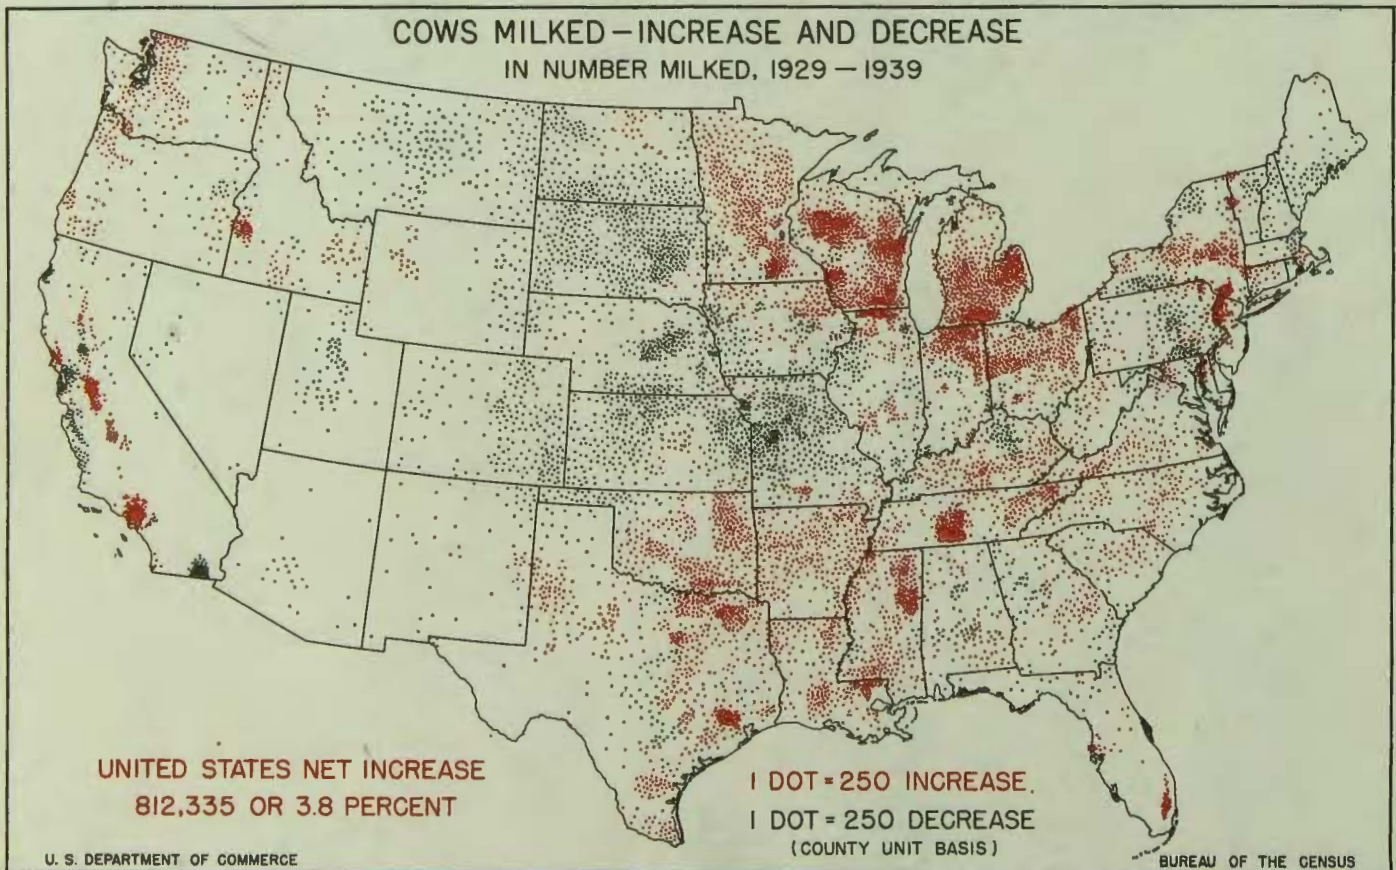 COWS MILKED – INCREASE AND DECREASE
IN NUMBER MILKED, 1929 – 1939
UNITED STATES NET INCREASE
812,335 OR 3.8 PERCENT
1 DOT = 250 INCREASE.
1 DOT = 250 DECREASE
(COUNTY UNIT BASIS)
U. S. DEPARTMENT OF COMMERCE
BUREAU OF THE CENSUS